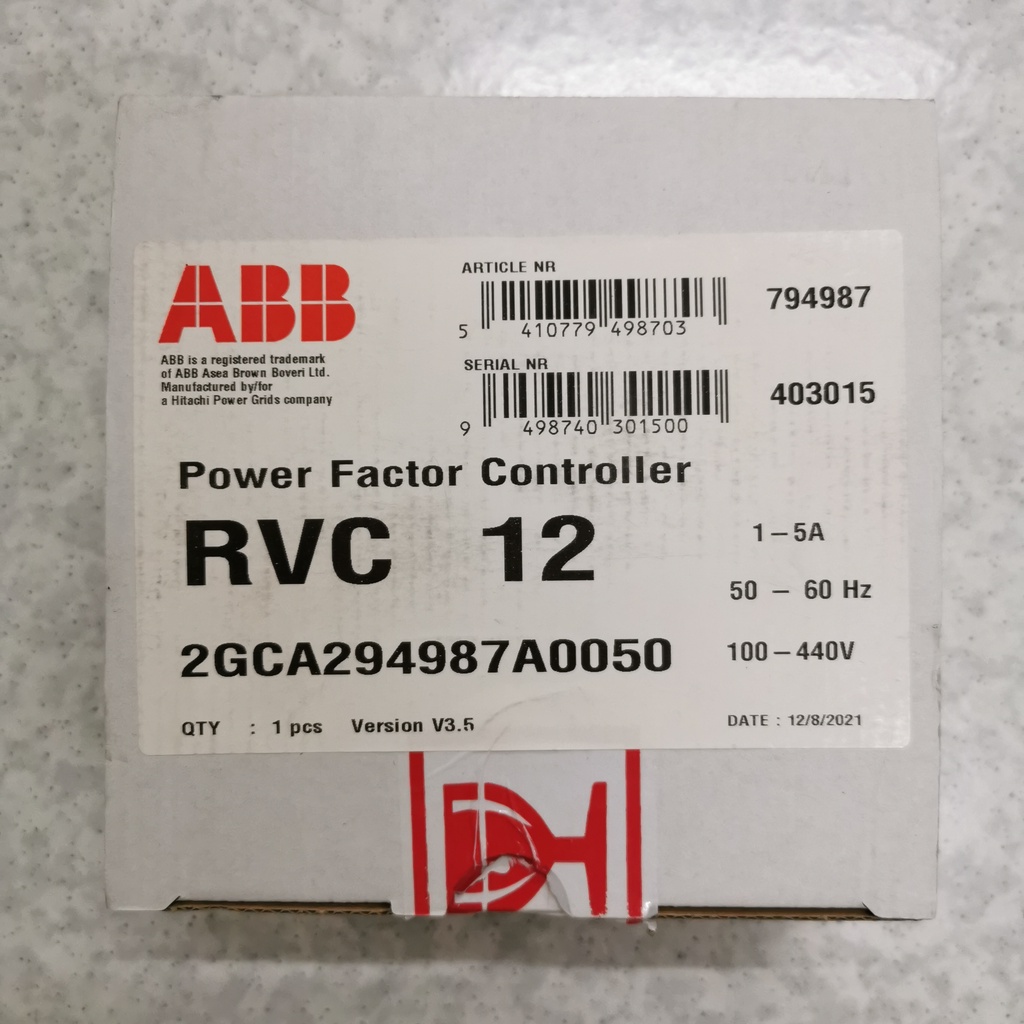 ABB
ABB is a registered trademark
of ABB Asea Brown Boveri Ltd.
Manufactured by/for
a Hitachi Power Grids company
ARTICLE NR
5 410779 498703
794987
SERIAL NR
9 498740 301500
403015
Power Factor Controller
RVC 12
1-5A
50 - 60 Hz
2GCA294987A0050
100-440V
QTY : 1 pcs Version V3.5
DATE : 12/8/2021